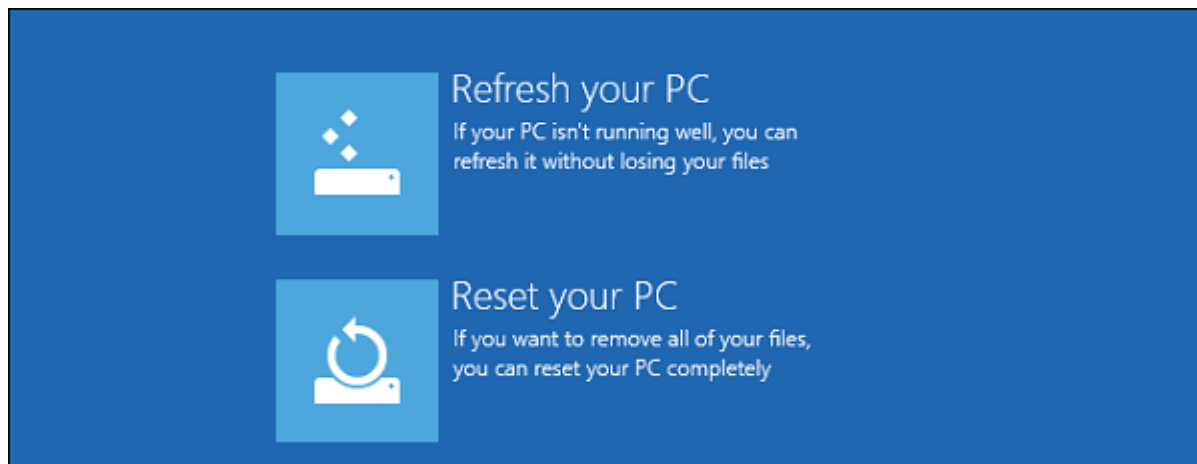 Refresh your PC
If your PC isn't running well, you can
refresh it without losing your files
Reset your PC
If you want to remove all of your files,
you can reset your PC completely